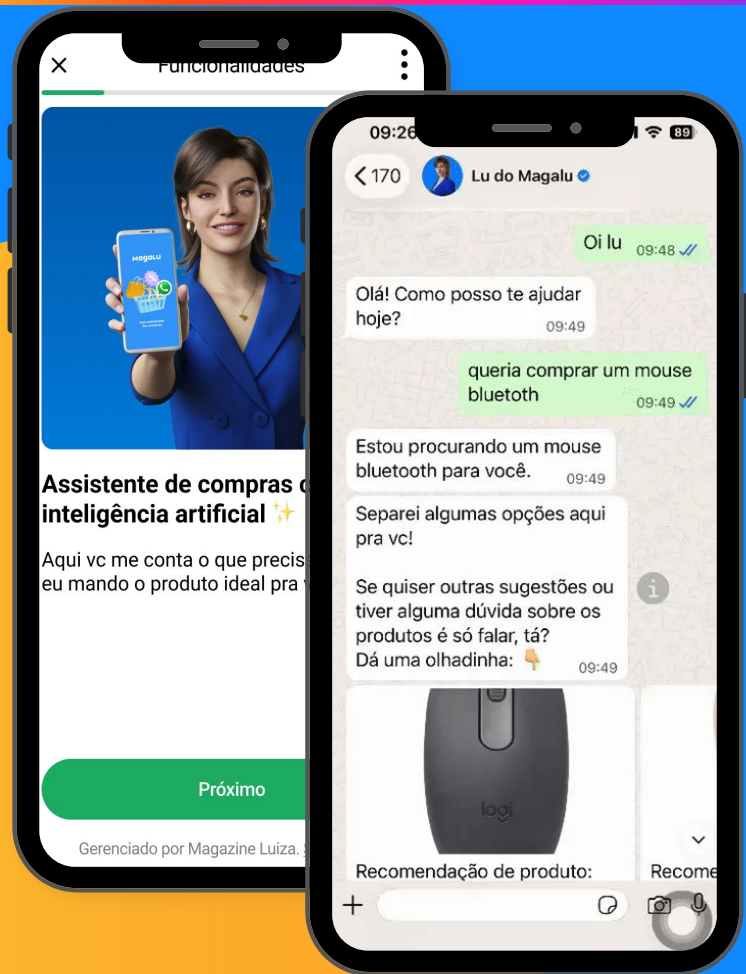 Funcionalidades
Magalu
Assistente de compras
inteligência artificial ✨
Aqui vc me conta o que precis
eu mando o produto ideal pra
Próximo
Gerenciado por Magazine Luiza.
09:26
89
170
Lu do Magalu
Oi lu
09:48
Olá! Como posso te ajudar
hoje?
09:49
queria comprar um mouse
bluetoth
09:49
Estou procurando um mouse
bluetooth para você.
09:49
Separei algumas opções aqui
pra vc!
Se quiser outras sugestões ou
tiver alguma dúvida sobre os
produtos é só falar, tá?
Dá uma olhadinha: 👇
09:49
logi
Recomendação de produto:
Recome